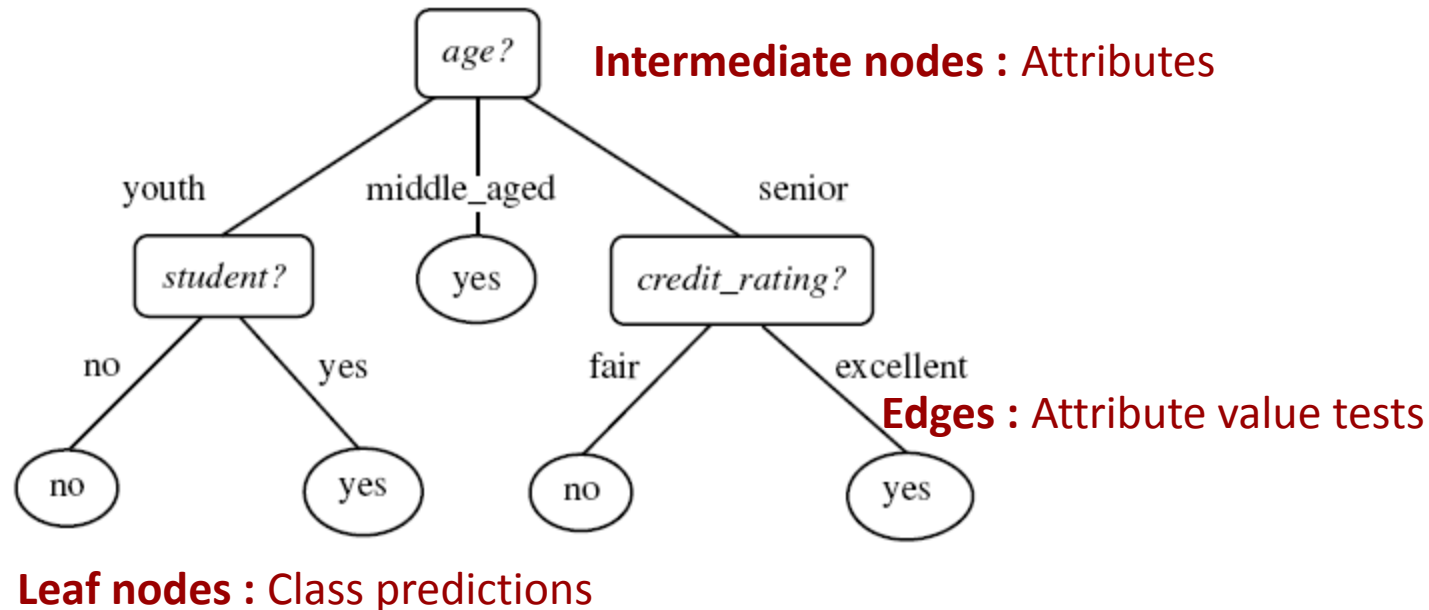 age?
Intermediate nodes : Attributes
youth
middle_aged
senior
student?
yes
credit_rating?
no
yes
fair
excellent
Edges : Attribute value tests
no
yes
no
yes
Leaf nodes : Class predictions